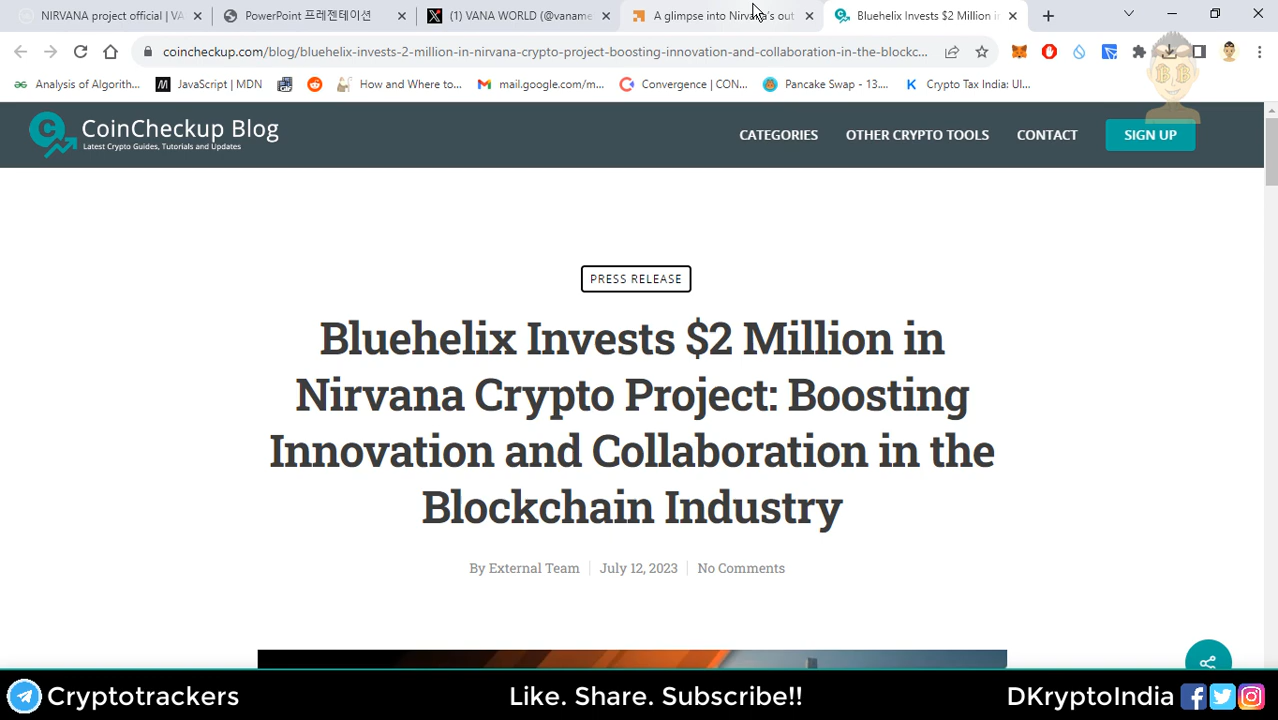 NIRVANA project official | VA
PowerPoint 프레젠테이션
(1) VANA WORLD (@vaname
A glimpse into Nirvana's out
Bluehelix Invests $2 Million in
coincheckup.com/blog/bluehelix-invests-2-million-in-nirvana-crypto-project-boosting-innovation-and-collaboration-in-the-blockc...
Analysis of Algorith...
JavaScript | MDN
How and Where to...
mail.google.com/m...
Convergence | CON...
Pancake Swap - 13....
Crypto Tax India: Ul...
CoinCheckup Blog
Latest Crypto Guides, Tutorials and Updates
CATEGORIES
OTHER CRYPTO TOOLS
CONTACT
SIGN UP
PRESS RELEASE
Bluehelix Invests $2 Million in
Nirvana Crypto Project: Boosting
Innovation and Collaboration in the
Blockchain Industry
By External Team
July 12, 2023
No Comments
Cryptotrackers
Like. Share. Subscribe!!
DKryptoIndia